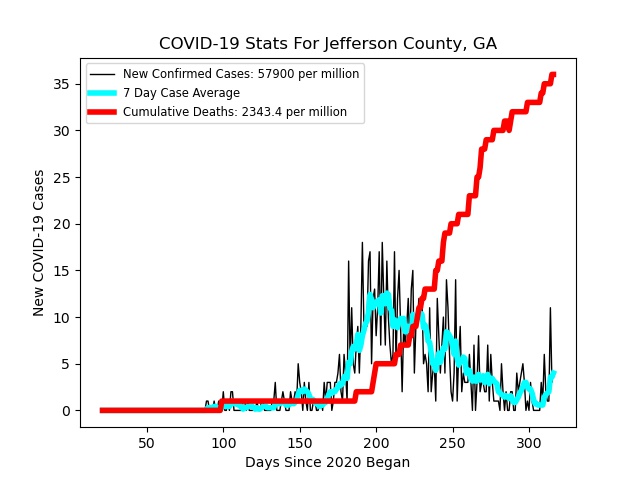 COVID-19 Stats For Jefferson County, GA
New Confirmed Cases: 57900 per million
7 Day Case Average
Cumulative Deaths: 2343.4 per million
New COVID-19 Cases
35
30
25
20
15
10
5
0
50 100 150 200 250 300
Days Since 2020 Began